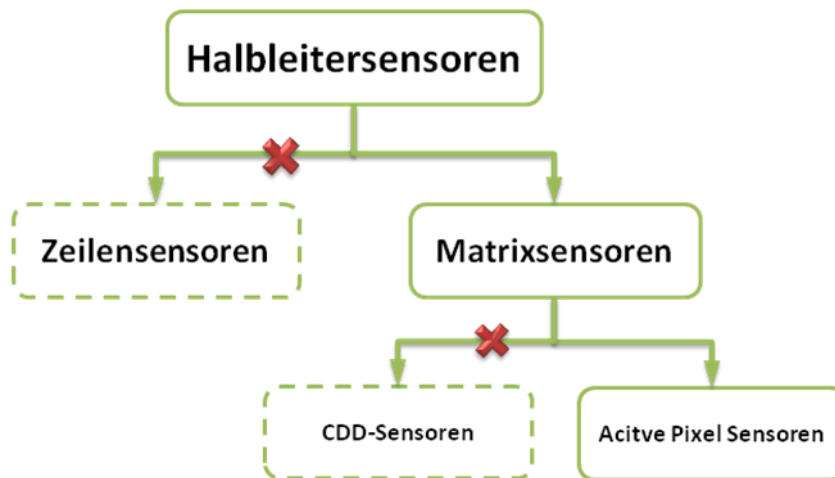 Halbleitersensoren
Zeilensensoren
Matrixsensoren
CDD-Sensoren
Acitve Pixel Sensoren